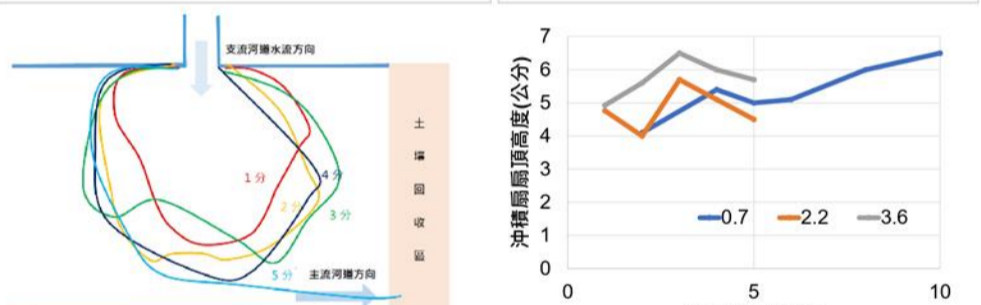 支流河道水流方向
土壤回收區
1 分
4 分
2 分
3 分
5 分
主流河道方向
沖積扇扇頂高度(公分)
7
6
5
4
3
2
1
0
0.7
2.2
3.6
0
5
10